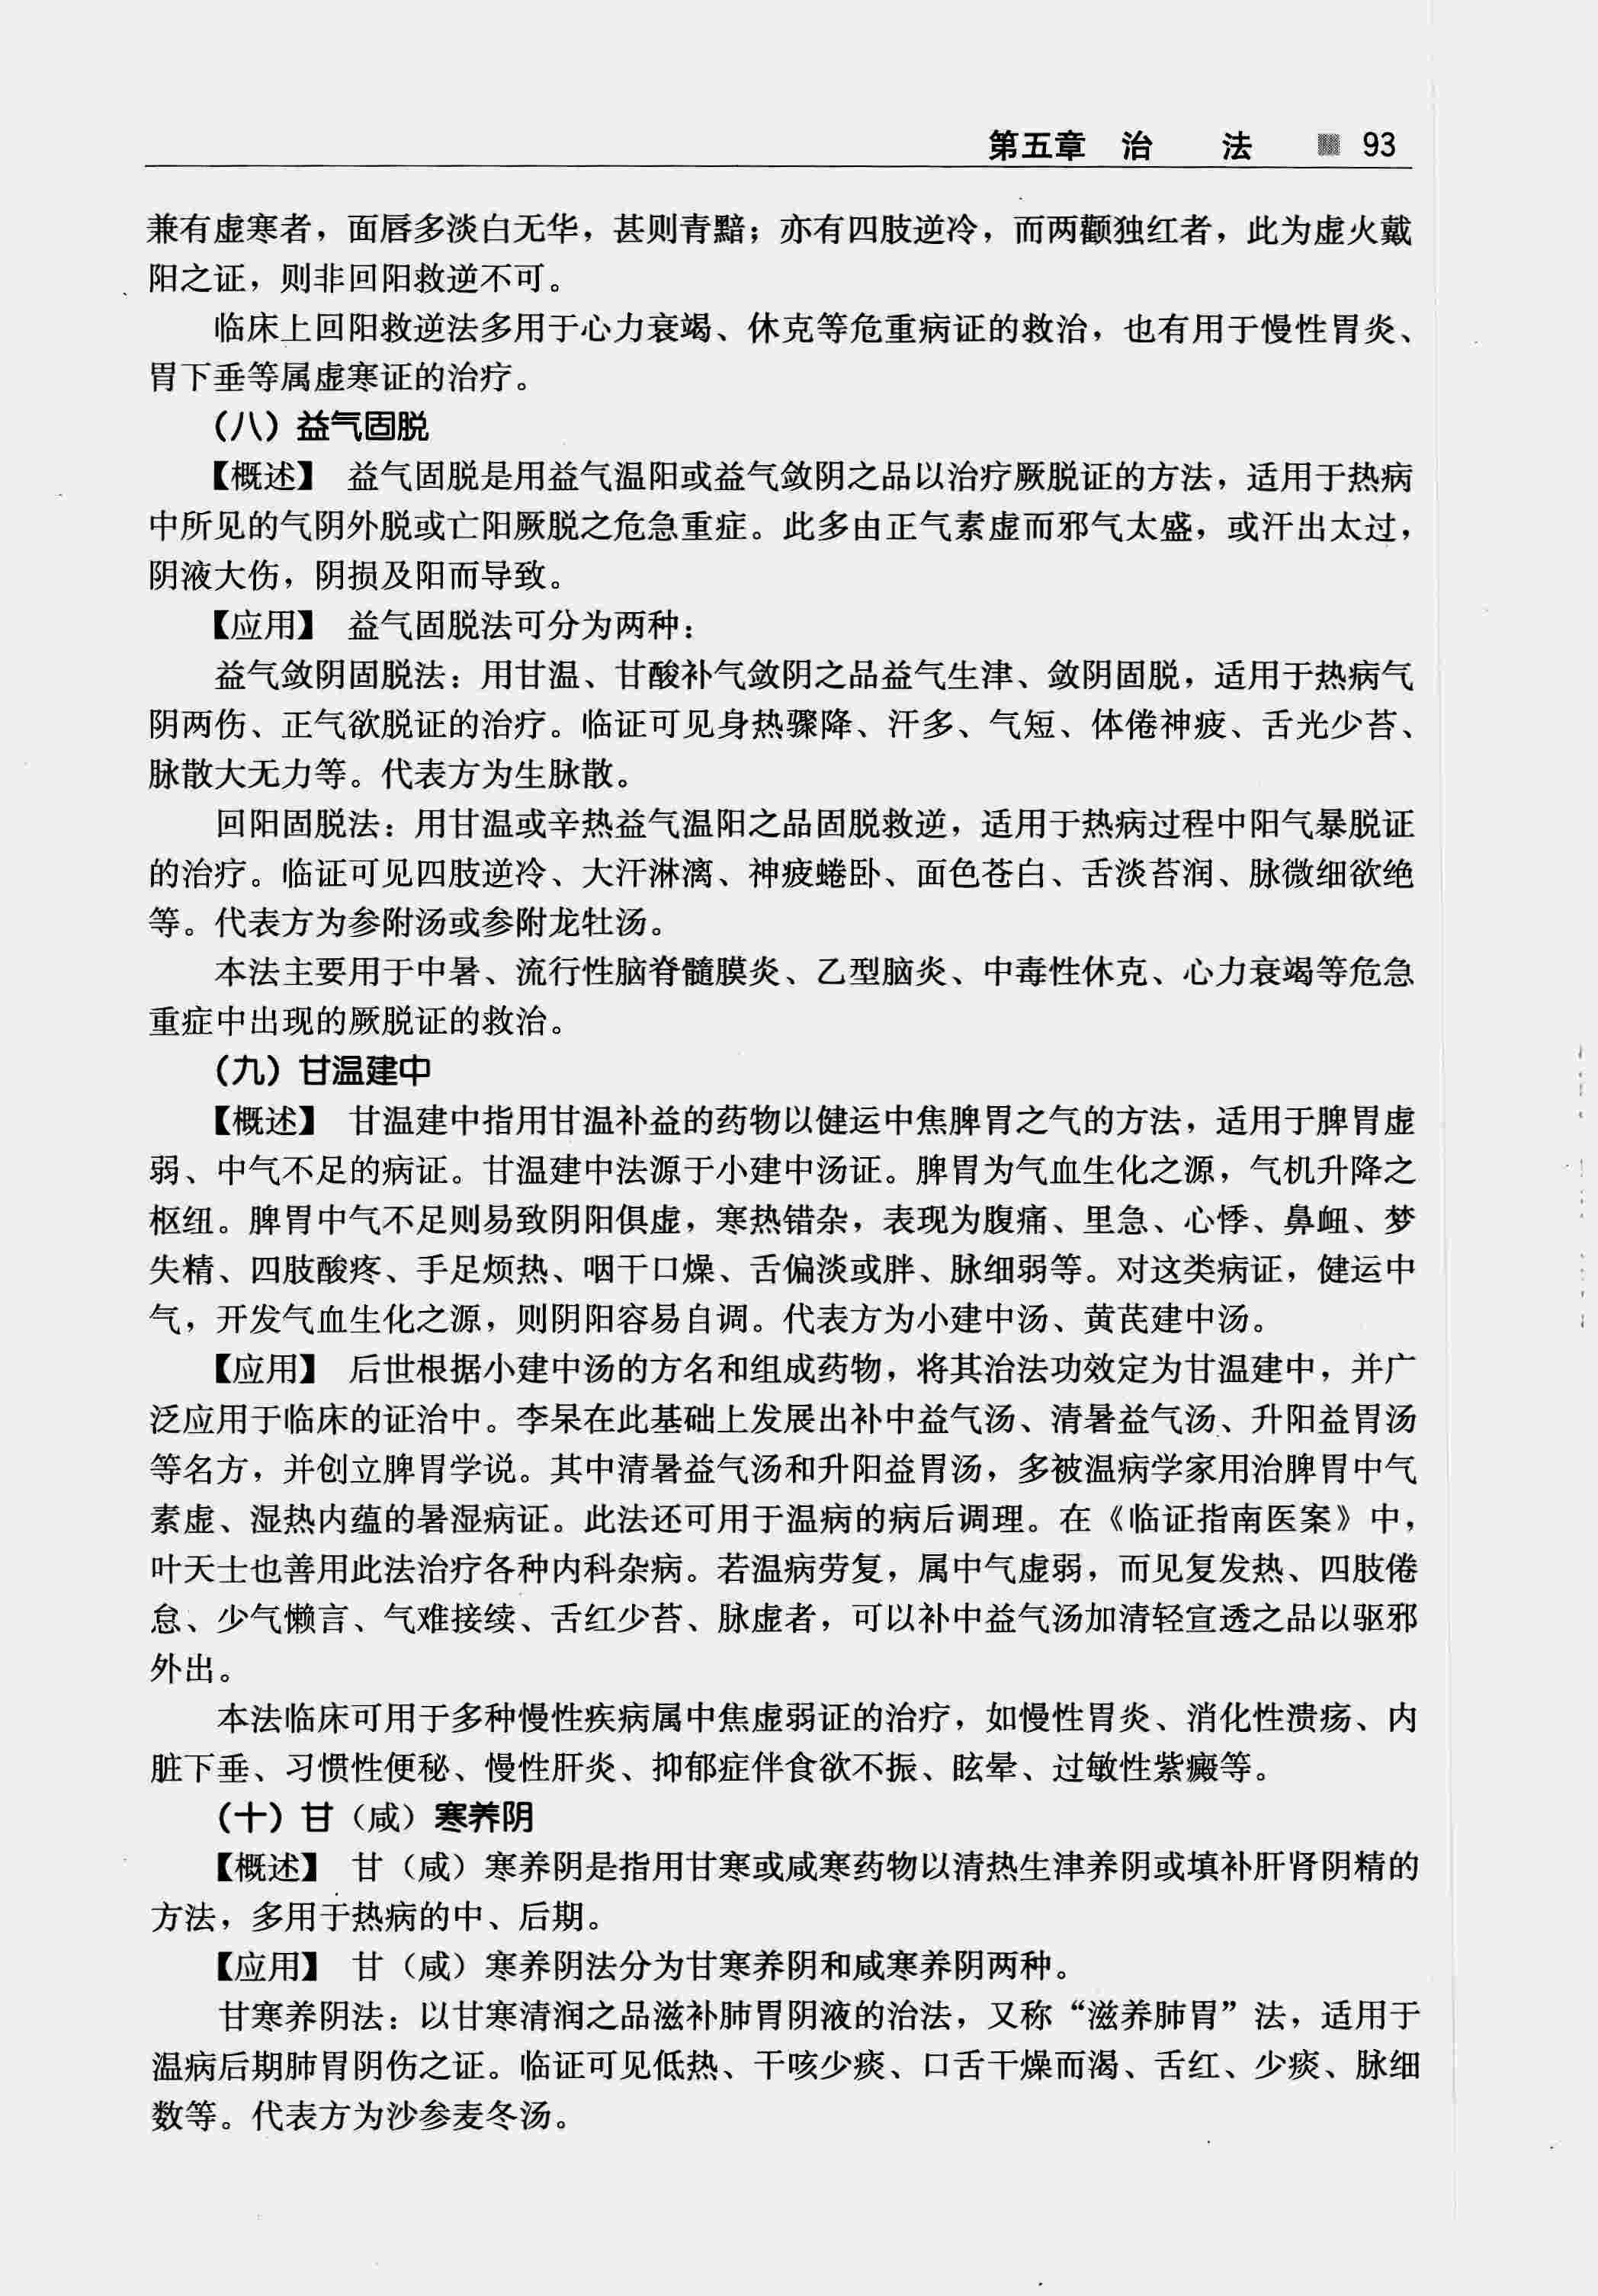 第五章 治 法 93
兼有虚寒者，面唇多淡白无华，甚则青黯；亦有四肢逆冷，而两颧独红者，此为虚火戴
阳之证，则非回阳救逆不可。
临床上回阳救逆法多用于心力衰竭、休克等危重病证的救治，也有用于慢性胃炎、
胃下垂等属虚寒证的治疗。
（八）益气固脱
【概述】 益气固脱是用益气温阳或益气敛阴之品以治疗厥脱证的方法，适用于热病
中所见的气阴外脱或亡阳厥脱之危急重症。此多由正气素虚而邪气太盛，或汗出太过，
阴液大伤，阴损及阳而导致。
【应用】 益气固脱法可分为两种：
益气敛阴固脱法：用甘温、甘酸补气敛阴之品益气生津、敛阴固脱，适用于热病气
阴两伤、正气欲脱证的治疗。临证可见身热骤降、汗多、气短、体倦神疲、舌光少苔、
脉散大无力等。代表方为生脉散。
回阳固脱法：用甘温或辛热益气温阳之品固脱救逆，适用于热病过程中阳气暴脱证
的治疗。临证可见四肢逆冷、大汗淋漓、神疲蜷卧、面色苍白、舌淡苔润、脉微细欲绝
等。代表方为参附汤或参附龙牡汤。
本法主要用于中暑、流行性脑脊髓膜炎、乙型脑炎、中毒性休克、心力衰竭等危急
重症中出现的厥脱证的救治。
（九）甘温建中
【概述】 甘温建中指用甘温补益的药物以健运中焦脾胃之气的方法，适用于脾胃虚
弱、中气不足的病证。甘温建中法源于小建中汤证。脾胃为气血生化之源，气机升降之
枢纽。脾胃中气不足则易致阴阳俱虚，寒热错杂，表现为腹痛、里急、心悸、鼻衄、梦
失精、四肢酸疼、手足烦热、咽干口燥、舌偏淡或胖、脉细弱等。对这类病证，健运中
气，开发气血生化之源，则阴阳容易自调。代表方为小建中汤、黄芪建中汤。
【应用】 后世根据小建中汤的方名和组成药物，将其治法功效定为甘温建中，并广
泛应用于临床的证治中。李杲在此基础上发展出补中益气汤、清暑益气汤、升阳益胃汤
等名方，并创立脾胃学说。其中清暑益气汤和升阳益胃汤，多被温病学家用治脾胃中气
素虚、湿热内蕴的暑湿病证。此法还可用于温病的病后调理。在《临证指南医案》中，
叶天士也善用此法治疗各种内科杂病。若温病劳复，属中气虚弱，而见复发热、四肢倦
怠、少气懒言、气难接续、舌红少苔、脉虚者，可以补中益气汤加清轻宣透之品以驱邪
外出。
本法临床可用于多种慢性疾病属中焦虚弱证的治疗，如慢性胃炎、消化性溃疡、内
脏下垂、习惯性便秘、慢性肝炎、抑郁症伴食欲不振、眩晕、过敏性紫癜等。
（十）甘（咸）寒养阴
【概述】 甘（咸）寒养阴是指用甘寒或咸寒药物以清热生津养阴或填补肝肾阴精的
方法，多用于热病的中、后期。
【应用】 甘（咸）寒养阴法分为甘寒养阴和咸寒养阴两种。
甘寒养阴法：以甘寒清润之品滋补肺胃阴液的治法，又称“滋养肺胃”法，适用于
温病后期肺胃阴伤之证。临证可见低热、干咳少痰、口舌干燥而渴、舌红、少痰、脉细
数等。代表方为沙参麦冬汤。